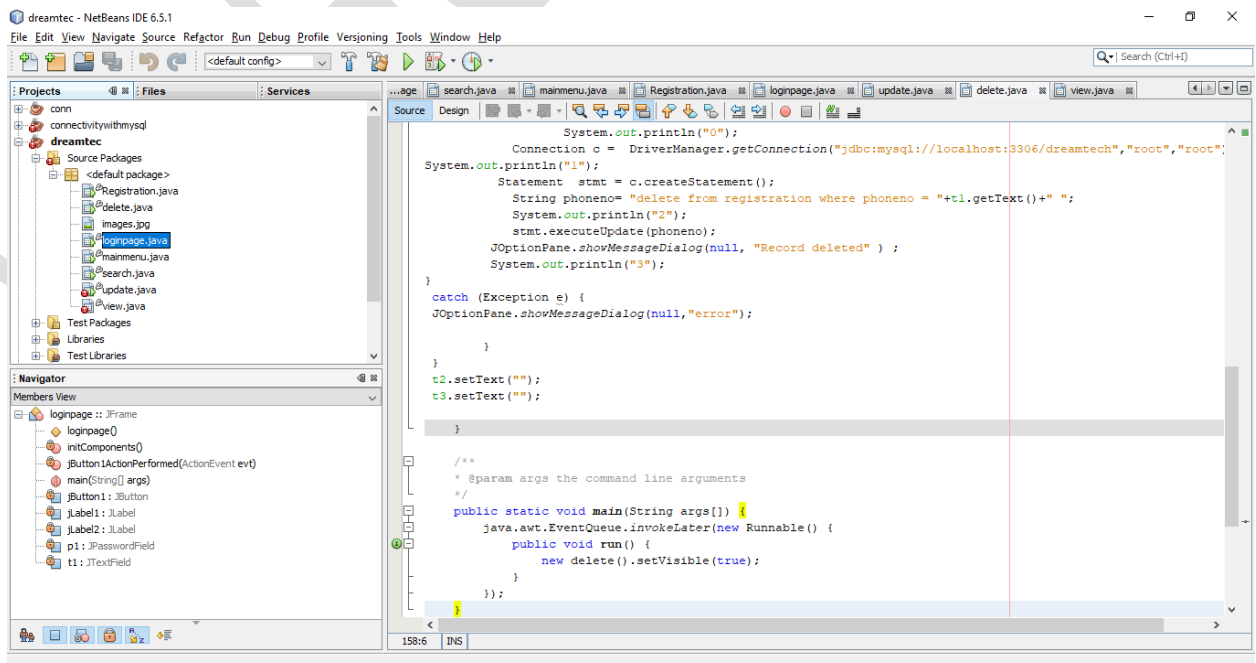 dreamtec - NetBeans IDE 6.5.1
File Edit View Navigate Source Refactor Run Debug Profile Versioning Tools Window Help
<default config>
Search (Ctrl+I)
Projects Files Services
conn
connectivitywithmysql
dreamtec
Source Packages
<default package>
Registration.java
delete.java
images.jpg
loginpage.java
mainmenu.java
search.java
update.java
view.java
Test Packages
Libraries
Test Libraries
Navigator
Members View
loginpage :: JFrame
loginpage()
initComponents()
jButton1ActionPerformed(ActionEvent evt)
main(String[] args)
jButton1 : JButton
jLabel1 : JLabel
jLabel2 : JLabel
p1 : JPasswordField
t1 : JTextField
...age search.java mainmenu.java Registration.java loginpage.java update.java delete.java view.java
Source Design
System.out.println("0");
Connection c = DriverManager.getConnection("jdbc:mysql://localhost:3306/dreamtech","root","root")
System.out.println("1");
Statement stmt = c.createStatement();
String phoneno= "delete from registration where phoneno = "+t1.getText()+" ";
System.out.println("2");
stmt.executeUpdate(phoneno);
JOptionPane.showMessageDialog(null, "Record deleted" ) ;
System.out.println("3");
}
catch (Exception e) {
JOptionPane.showMessageDialog(null,"error");
}
}
t2.setText("");
t3.setText("");
}
/**
* @param args the command line arguments
*/
public static void main(String args[]) {
java.awt.EventQueue.invokeLater(new Runnable() {
public void run() {
new delete().setVisible(true);
}
});
}
158:6 INS